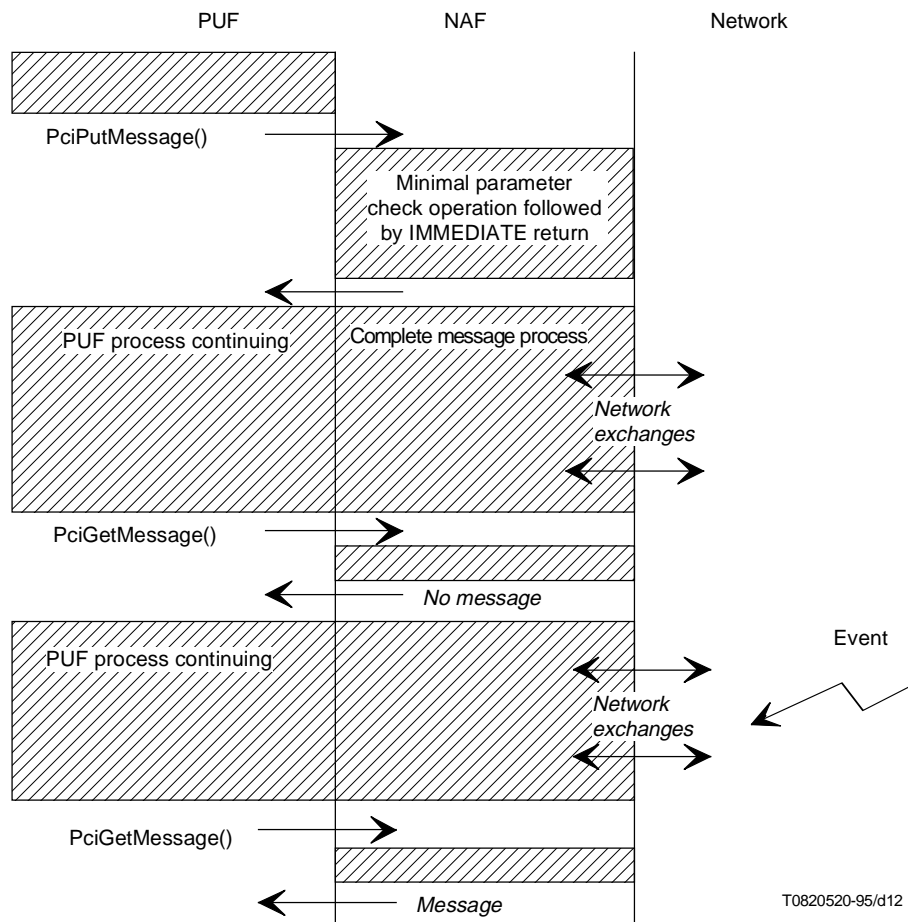 PUF NAF Network
PciPutMessage()
Minimal parameter
check operation followed
by IMMEDIATE return
PUF process continuing
Complete message process
Network
exchanges
PciGetMessage()
No message
PUF process continuing
Event
Network
exchanges
PciGetMessage()
Message
T0820520-95/d12